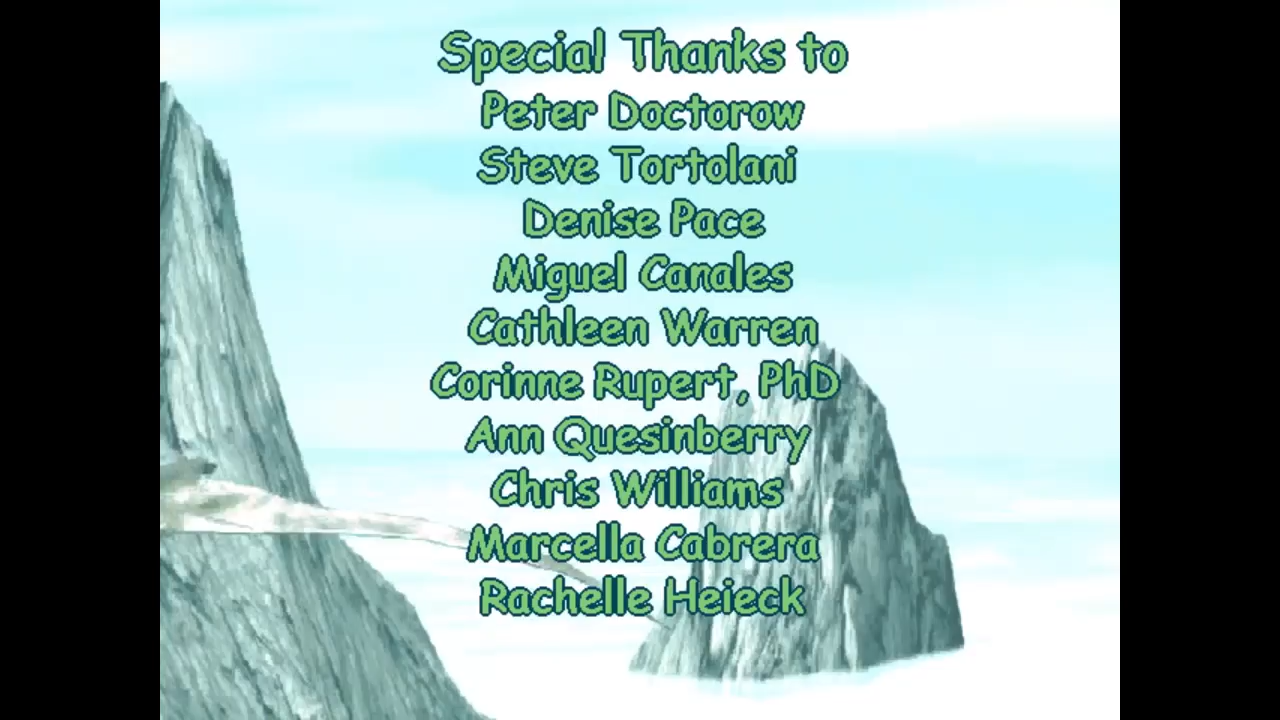 Special Thanks to
Peter Doctorow
Steve Tortolani
Denise Pace
Miguel Canales
Cathleen Warren
Corinne Rupert, PhD
Ann Quesinberry
Chris Williams
Marcella Cabrera
Rachelle Heieck